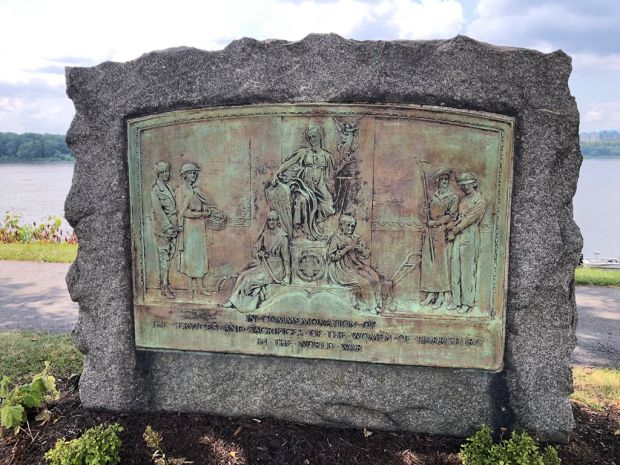 IN COMMEMORATION OF
THE SERVICES AND SACRIFICES OF THE WOMEN OF HARRISBURG
IN THE WORLD WAR